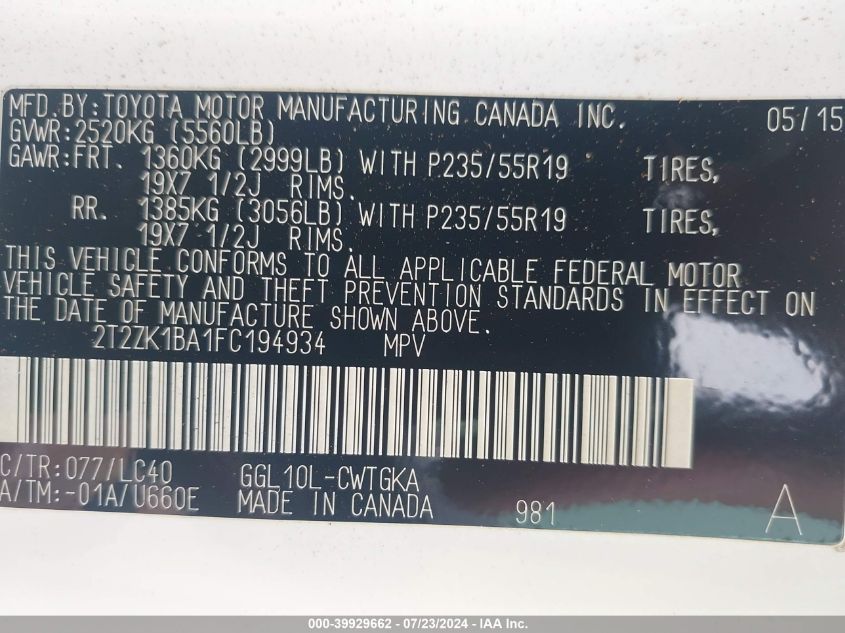 MFD.BY:TOYOTA MOTOR MANUFACTURING CANADA INC. 05/15
GVWR:2520KG (5560LB)
GAWR:FRT. 1360KG (2999LB) WITH P235/55R19 TIRES,
19X7 1/2J RIMS.
RR. 1385KG (3056LB) WITH P235/55R19 TIRES,
19X7 1/2J RIMS.
THIS VEHICLE CONFORMS TO ALL APPLICABLE FEDERAL MOTOR
VEHICLE SAFETY AND THEFT PREVENTION STANDARDS IN EFFECT ON
THE DATE OF MANUFACTURE SHOWN ABOVE.
2T2ZK1BA1FC194934 MPV
C/TR:077/LC40 GGL10L-CWTGKA
A/TM:-01A/U660E MADE IN CANADA 981 A
000-39929662 - 07/23/2024 - IAA Inc.